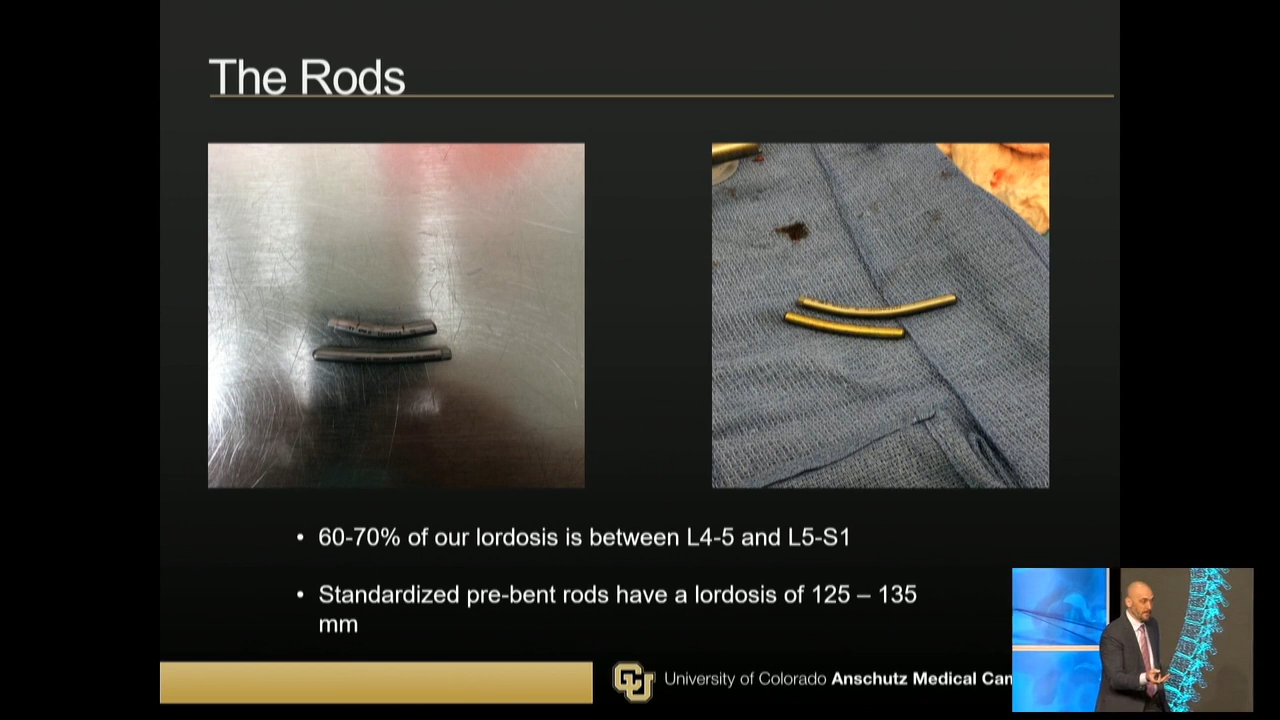 The Rods
• 60-70% of our lordosis is between L4-5 and L5-S1
• Standardized pre-bent rods have a lordosis of 125 – 135
mm
CU University of Colorado Anschutz Medical Cam